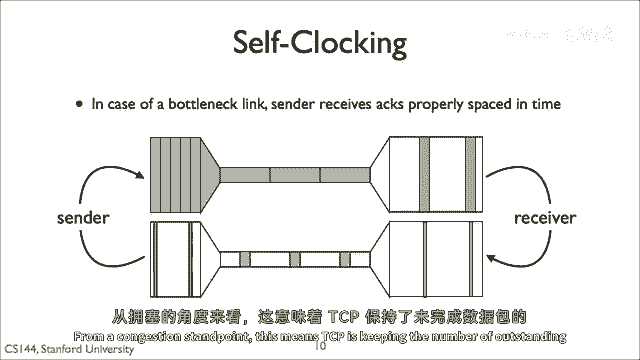 Self-Clocking
• In case of a bottleneck link, sender receives acks properly spaced in time
sender
receiver
从拥塞的角度来看，这意味着 TCP 保持了未完成数据包的
From a congestion standpoint, this means TCP is keeping the number of outstanding
10
CS144, Stanford University